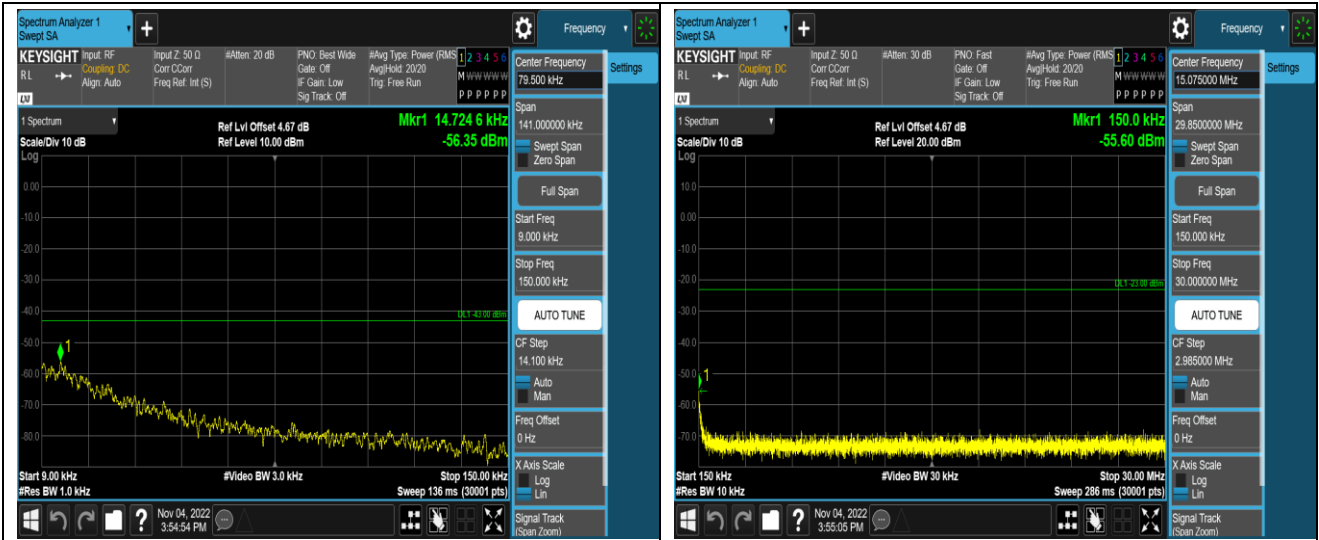 Spectrum Analyzer 1
Swept SA
+
Frequency
KEYSIGHT
Input: RF
Coupling: DC
Align: Auto
Input Z: 50 Ω
Corr CCorr
Freq Ref: Int (S)
#Atten: 20 dB
PNO: Best Wide
Gate: Off
IF Gain: Low
Sig Track: Off
#Avg Type: Power (RMS
Avg|Hold: 20/20
Trig: Free Run
1 2 3 4 5 6
M W W W W W
P P P P P P
RL
LXI
Center Frequency
79.500 kHz
Settings
1 Spectrum
Scale/Div 10 dB
Ref Lvl Offset 4.67 dB
Ref Level 10.00 dBm
Mkr1 14.724 6 kHz
-56.35 dBm
Log
0.00
-10.0
-20.0
-30.0
-40.0
-50.0
-60.0
-70.0
-80.0
DL1 -43.00 dBm
1
Start 9.00 kHz
#Res BW 1.0 kHz
#Video BW 3.0 kHz
Stop 150.00 kHz
Sweep 136 ms (30001 pts)
Span
141.000000 kHz
Swept Span
Zero Span
Full Span
Start Freq
9.000 kHz
Stop Freq
150.000 kHz
AUTO TUNE
CF Step
14.100 kHz
Auto
Man
Freq Offset
0 Hz
X Axis Scale
Log
Lin
Signal Track
(Span Zoom)
?
Nov 04, 2022
3:54:54 PM
Spectrum Analyzer 1
Swept SA
+
Frequency
KEYSIGHT
Input: RF
Coupling: DC
Align: Auto
Input Z: 50 Ω
Corr CCorr
Freq Ref: Int (S)
#Atten: 30 dB
PNO: Fast
Gate: Off
IF Gain: Low
Sig Track: Off
#Avg Type: Power (RMS
Avg|Hold: 20/20
Trig: Free Run
1 2 3 4 5 6
M W W W W W
P P P P P P
RL
LXI
Center Frequency
15.075000 MHz
Settings
1 Spectrum
Scale/Div 10 dB
Ref Lvl Offset 4.67 dB
Ref Level 20.00 dBm
Mkr1 150.0 kHz
-55.60 dBm
Log
10.0
0.00
-10.0
-20.0
-30.0
-40.0
-50.0
-60.0
-70.0
DL1 -23.00 dBm
1
Start 150 kHz
#Res BW 10 kHz
#Video BW 30 kHz
Stop 30.00 MHz
Sweep 286 ms (30001 pts)
Span
29.8500000 MHz
Swept Span
Zero Span
Full Span
Start Freq
150.000 kHz
Stop Freq
30.000000 MHz
AUTO TUNE
CF Step
2.985000 MHz
Auto
Man
Freq Offset
0 Hz
X Axis Scale
Log
Lin
Signal Track
(Span Zoom)
?
Nov 04, 2022
3:55:05 PM